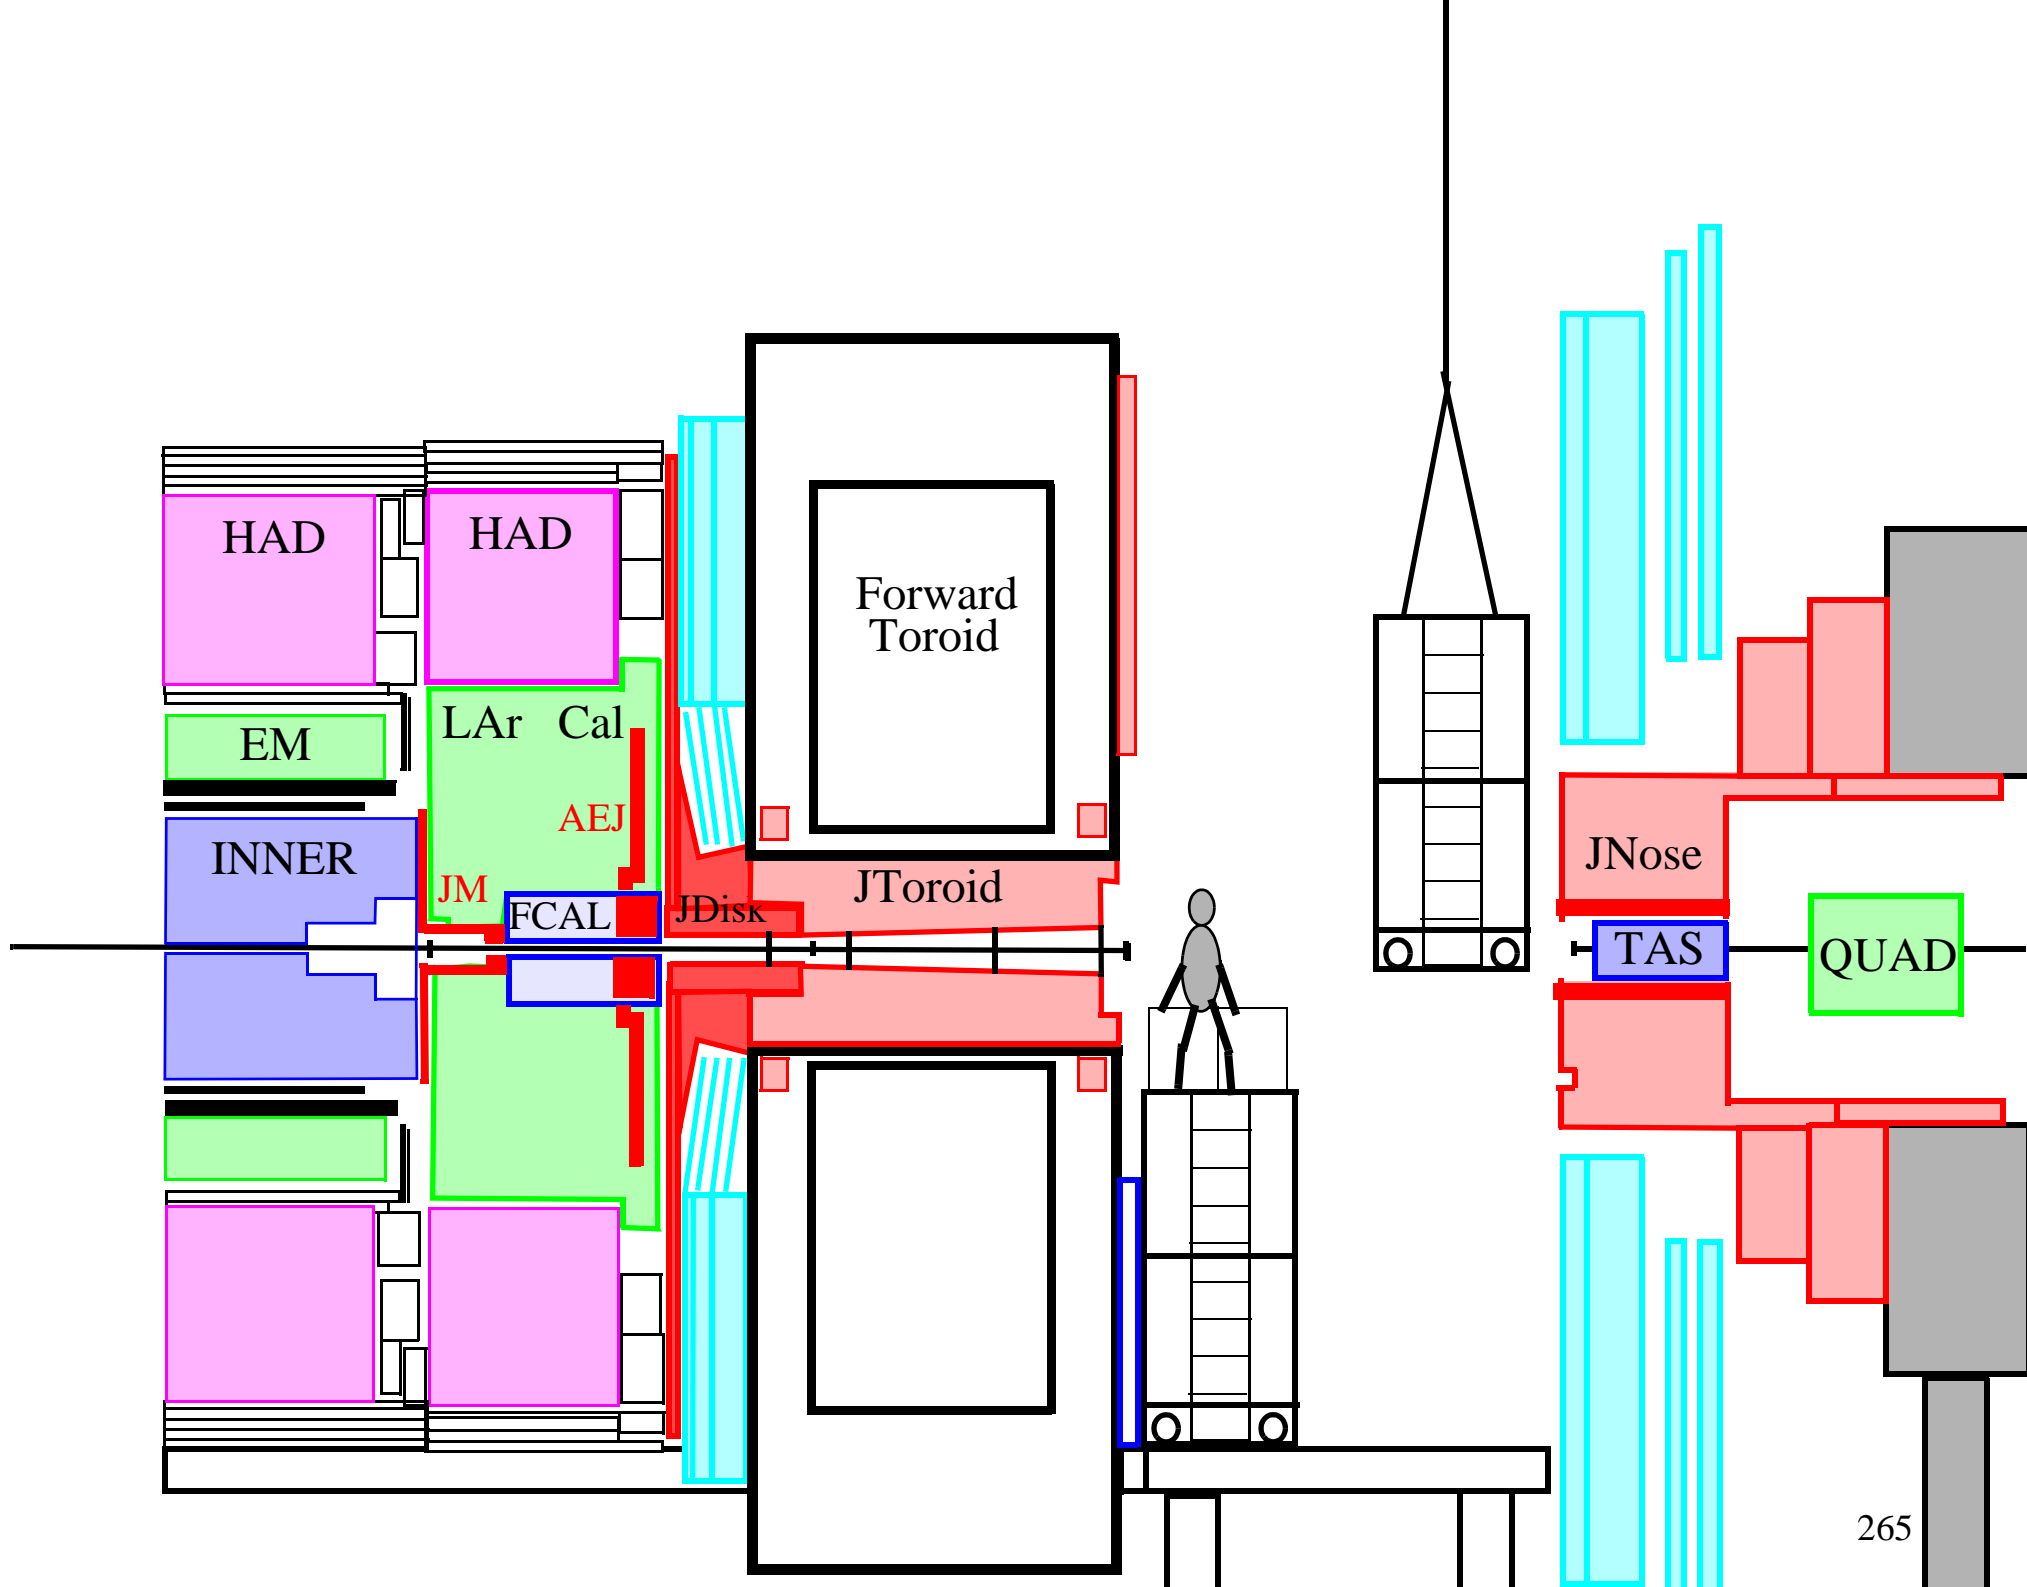 HAD
HAD
Forward
Toroid
LAr Cal
EM
AEJ
INNER
JM
FCAL
JDisk
JToroid
JNose
TAS
QUAD
265